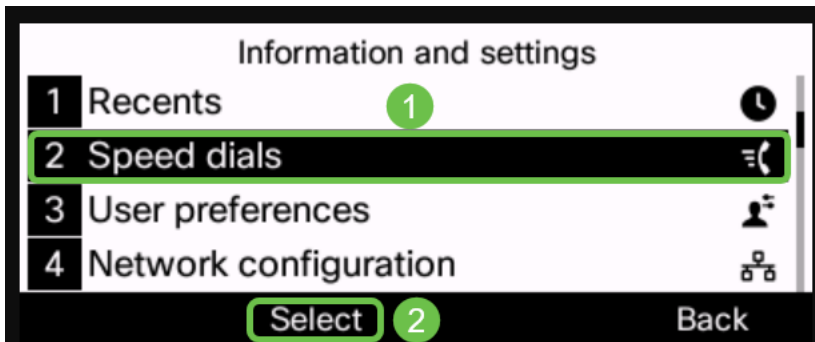 Information and settings
1 Recents 1
2 Speed dials
3 User preferences
4 Network configuration
Select 2 Back